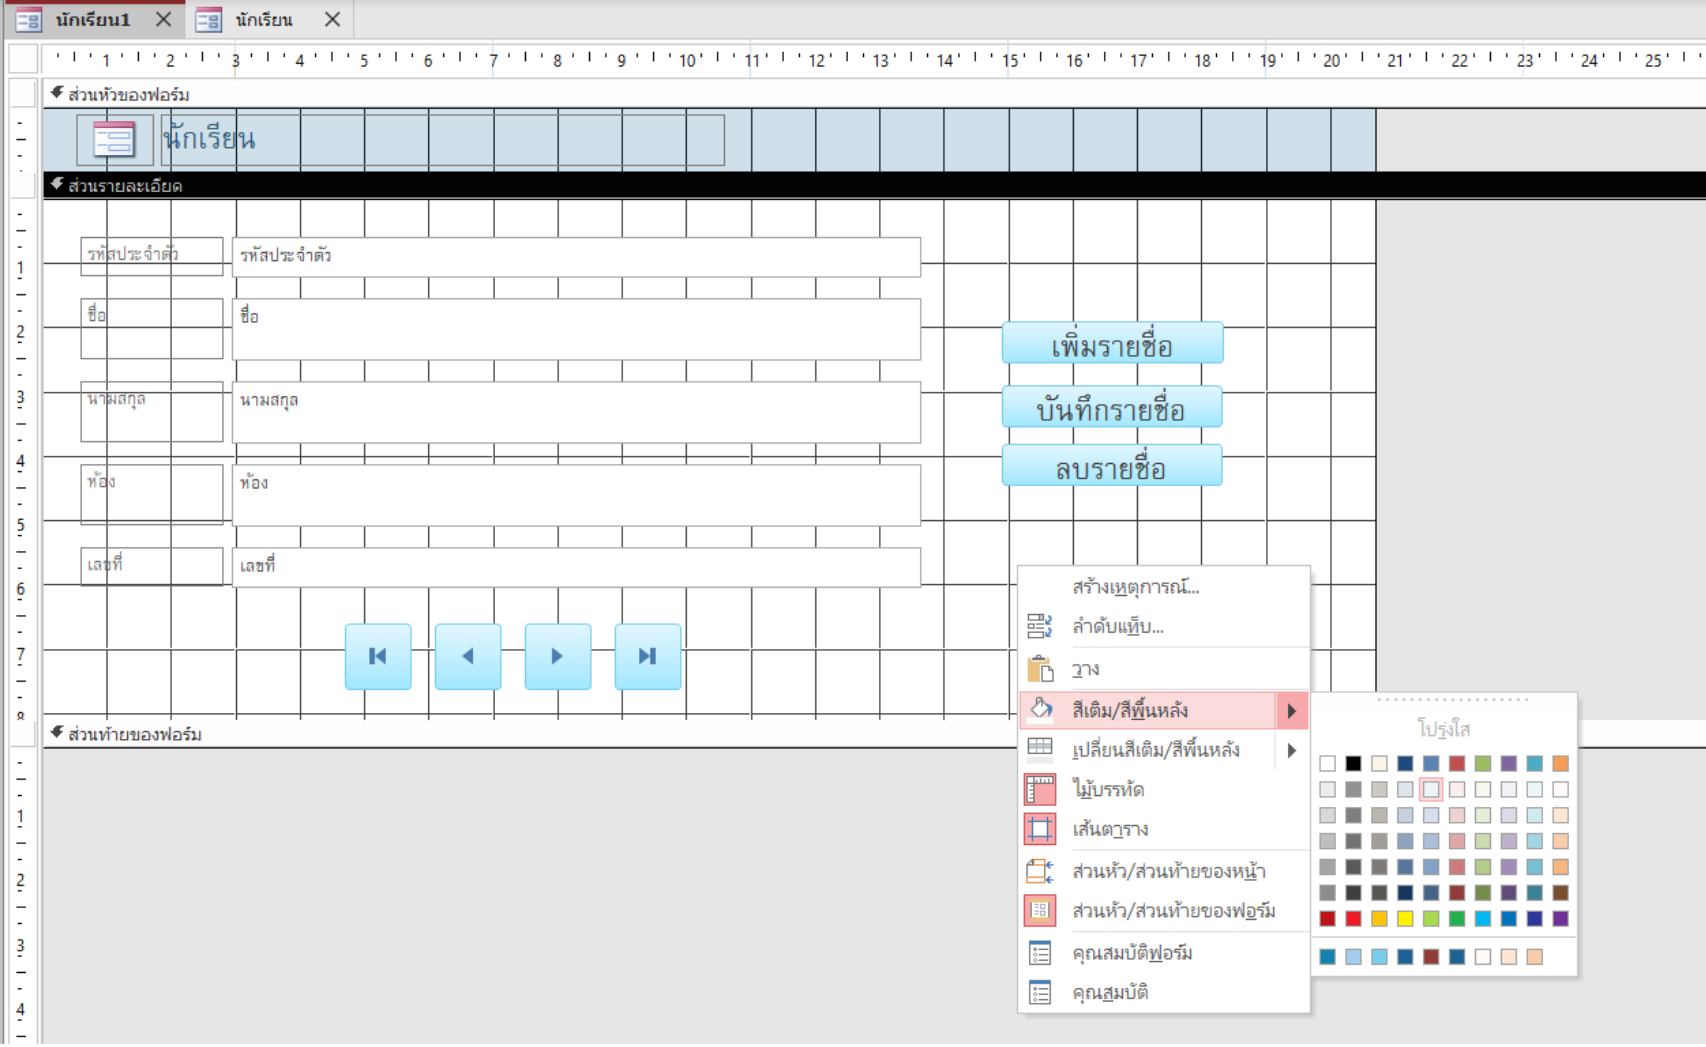 นักเรียน1
นักเรียน
1 2 3 4 5 6 7 8 9 10 11 12 13 14 15 16 17 18 19 20 21 22 23 24 25
ส่วนหัวของฟอร์ม
นักเรียน
ส่วนรายละเอียด
รหัสประจำตัว รหัสประจำตัว
1
ชื่อ ชื่อ
2
เพิ่มรายชื่อ
3
นามสกุล นามสกุล
บันทึกรายชื่อ
4
ลบรายชื่อ
ห้อง ห้อง
5
เลขที่ เลขที่
6
7
8
ส่วนท้ายของฟอร์ม
1
2
3
4
สร้างเหตุการณ์...
ลำดับแท็บ...
วาง
สีเติม/สีพื้นหลัง
เปลี่ยนสีเติม/สีพื้นหลัง
ไม้บรรทัด
เส้นตาราง
ส่วนหัว/ส่วนท้ายของหน้า
ส่วนหัว/ส่วนท้ายของฟอร์ม
คุณสมบัติฟอร์ม
คุณสมบัติ
โปร่งใส